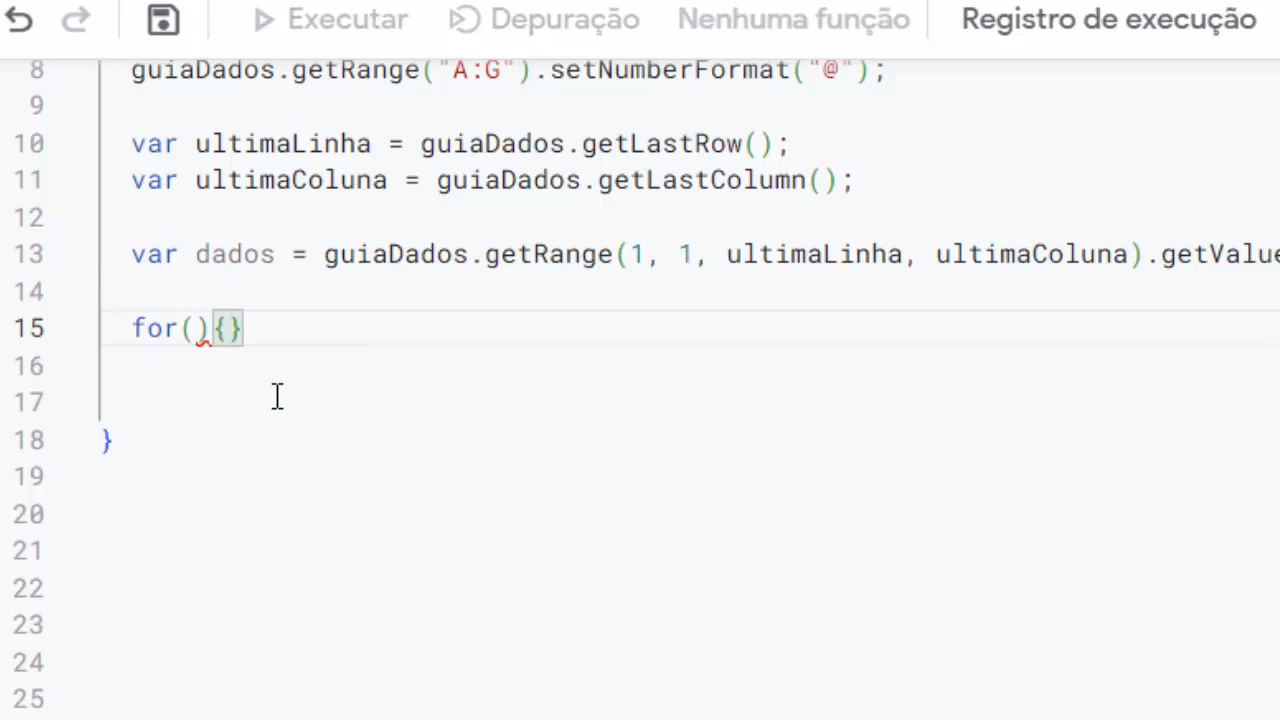 Executar Depuração Nenhuma função Registro de execução
8 guiaDados.getRange("A:G").setNumberFormat("@");
9
10 var ultimaLinha = guiaDados.getLastRow();
11 var ultimaColuna = guiaDados.getLastColumn();
12
13 var dados = guiaDados.getRange(1, 1, ultimaLinha, ultimaColuna).getValue
14
15 for(){}
16
17
18 }
19
20
21
22
23
24
25